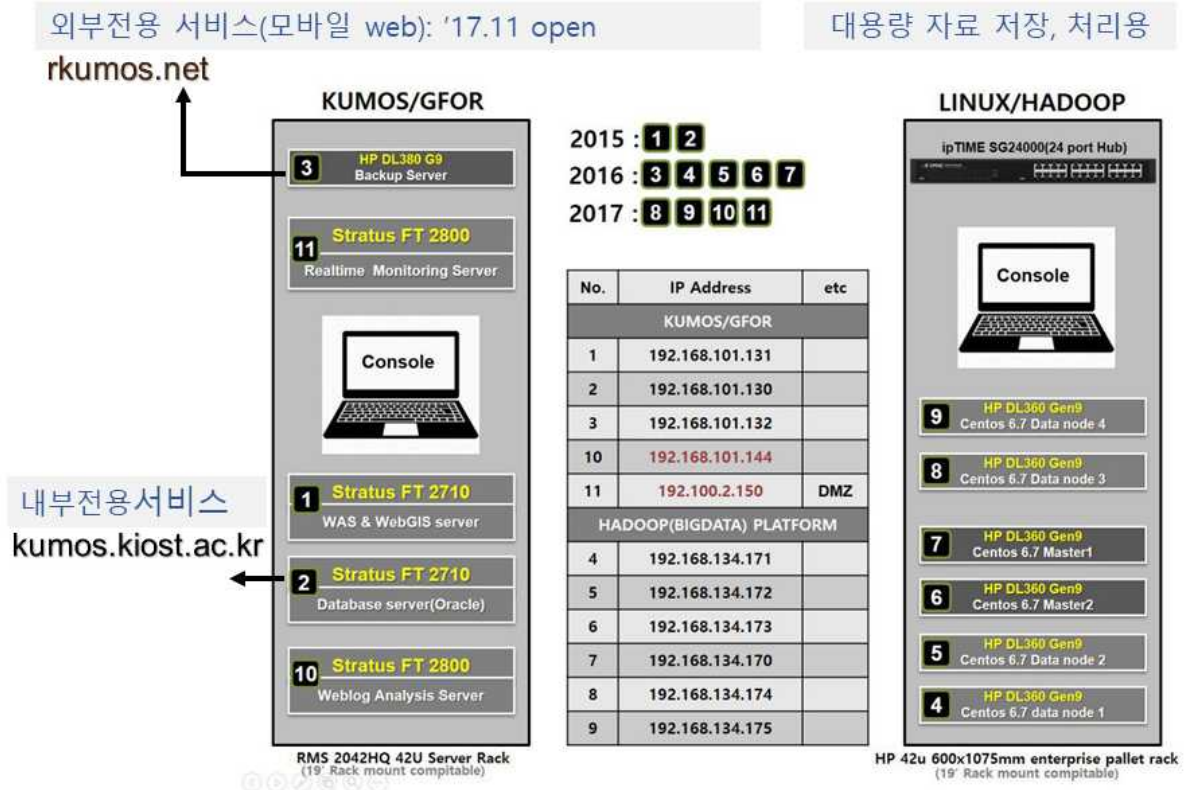 외부전용 서비스(모바일 web): '17.11 open
대용량 자료 저장, 처리용
rkumos.net
KUMOS/GFOR
3
HP DL380 G9
Backup Server
11
Stratus FT 2800
Realtime Monitoring Server
Console
내부전용서비스
kumos.kiost.ac.kr
1
Stratus FT 2710
WAS & WebGIS server
2
Stratus FT 2710
Database server(Oracle)
10
Stratus FT 2800
Weblog Analysis Server
RMS 2042HQ 42U Server Rack
(19' Rack mount compitable)
2015 : 1 2
2016 : 3 4 5 6 7
2017 : 8 9 10 11
No. IP Address etc
KUMOS/GFOR
1 192.168.101.131
2 192.168.101.130
3 192.168.101.132
10 192.168.101.144
11 192.100.2.150 DMZ
HADOOP(BIGDATA) PLATFORM
4 192.168.134.171
5 192.168.134.172
6 192.168.134.173
7 192.168.134.170
8 192.168.134.174
9 192.168.134.175
LINUX/HADOOP
ipTIME SG24000(24 port Hub)
Console
9
HP DL360 Gen9
Centos 6.7 Data node 4
8
HP DL360 Gen9
Centos 6.7 Data node 3
7
HP DL360 Gen9
Centos 6.7 Master1
6
HP DL360 Gen9
Centos 6.7 Master2
5
HP DL360 Gen9
Centos 6.7 Data node 2
4
HP DL360 Gen9
Centos 6.7 data node 1
HP 42u 600x1075mm enterprise pallet rack
(19' Rack mount compitable)